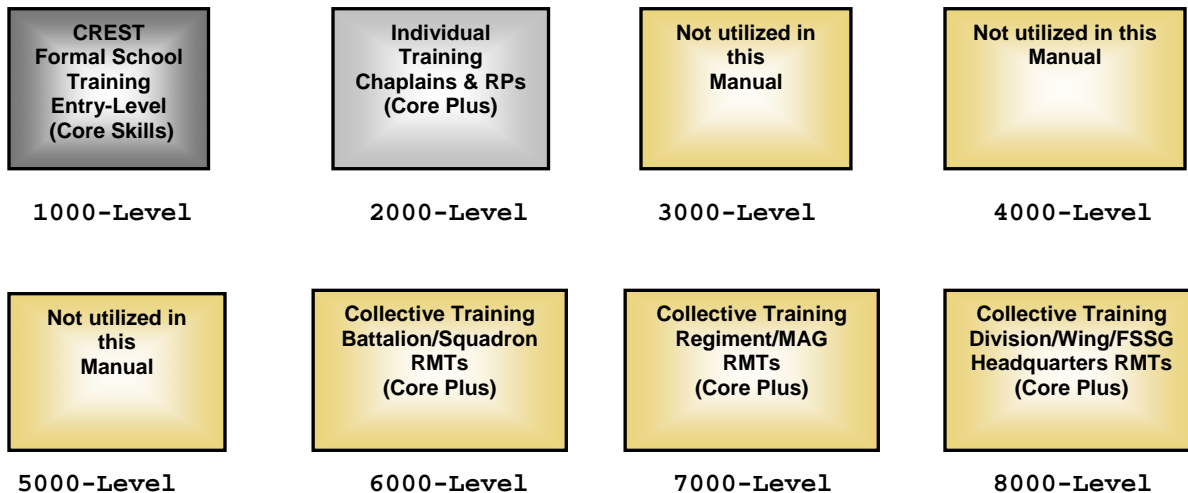 CREST
Formal School
Training
Entry-Level
(Core Skills)
1000-Level
Individual
Training
Chaplains & RPs
(Core Plus)
2000-Level
Not utilized in
this
Manual
3000-Level
Not utilized in this
Manual
4000-Level
Not utilized in
this
Manual
5000-Level
Collective Training
Battalion/Squadron
RMTs
(Core Plus)
6000-Level
Collective Training
Regiment/MAG
RMTs
(Core Plus)
7000-Level
Collective Training
Division/Wing/FSSG
Headquarters RMTs
(Core Plus)
8000-Level